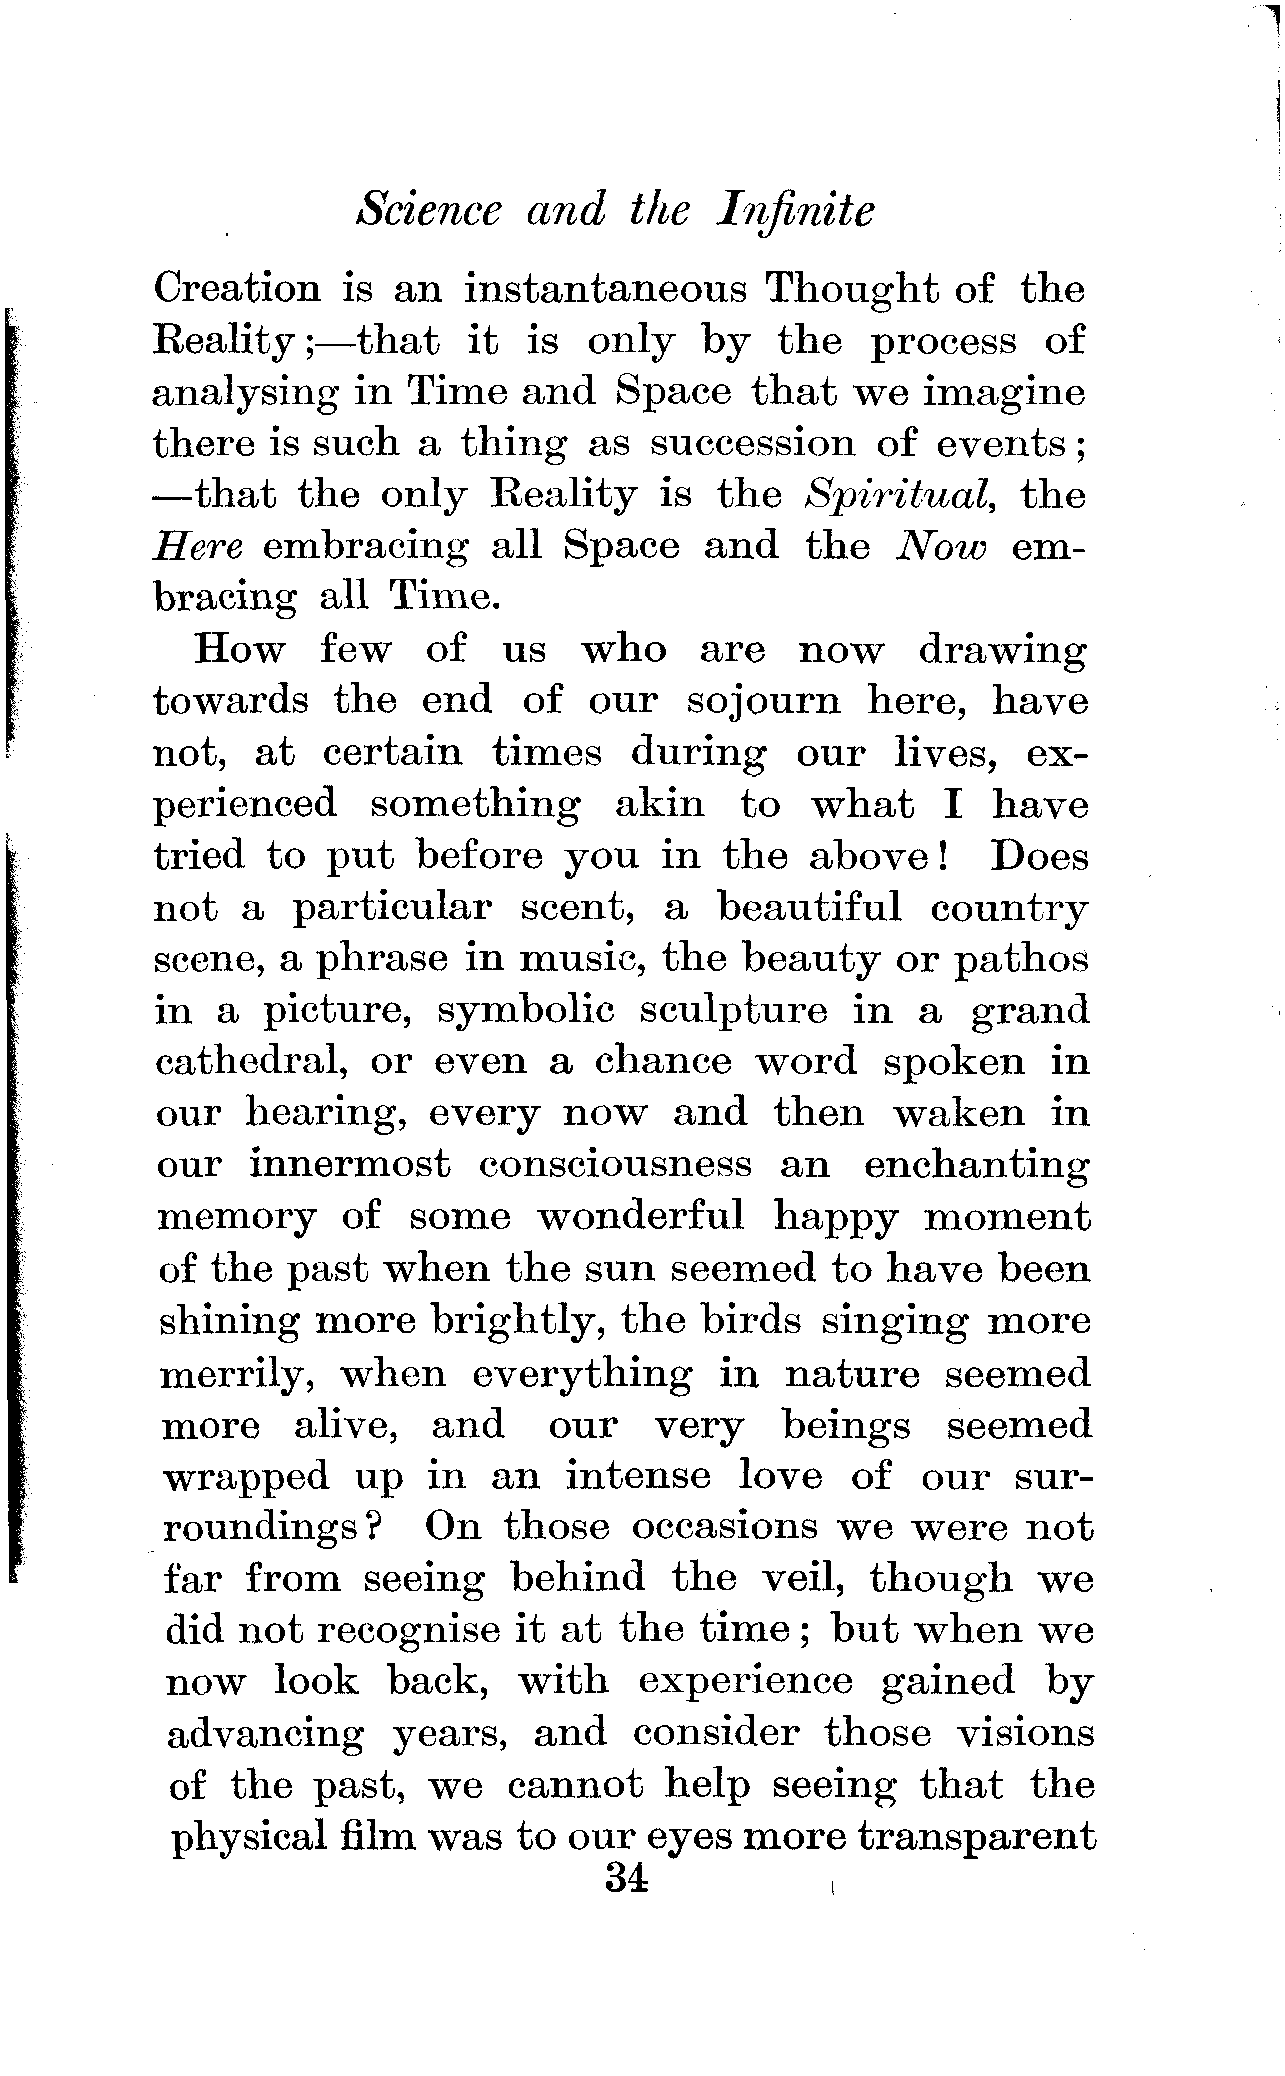 Science and the Infinite
Creation is an instantaneous Thought of the
Reality ;—that it is only by the process of
analysing in Time and Space that we imagine
there is such a thing as succession of events ;
—that the only Reality is the Spiritual, the
Here embracing all Space and the Now em-
bracing all Time.
How few of us who are now drawing
towards the end of our sojourn here, have
not, at certain times during our lives, ex-
perienced something akin to what I have
tried to put before you in the above ! Does
not a particular scent, a beautiful country
scene, a phrase in music, the beauty or pathos
in a picture, symbolic sculpture in a grand
cathedral, or even a chance word spoken in
our hearing, every now and then waken in
our innermost consciousness an enchanting
memory of some wonderful happy moment
of the past when the sun seemed to have been
shining more brightly, the birds singing more
merrily, when everything in nature seemed
more alive, and our very beings seemed
wrapped up in an intense love of our sur-
roundings ? On those occasions we were not
far from seeing behind the veil, though we
did not recognise it at the time ; but when we
now look back, with experience gained by
advancing years, and consider those visions
of the past, we cannot help seeing that the
physical film was to our eyes more transparent
34